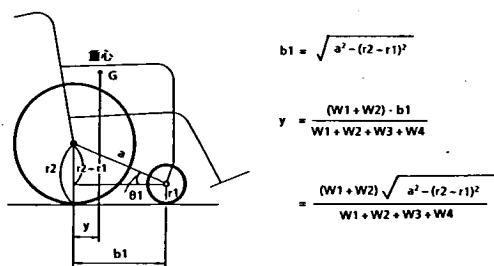 重心
G
a
r2
r2-r1
θ1
r1
y
b1
b1 = √a²-(r2-r1)²
y = (W1+W2)·b1 / W1+W2+W3+W4
= (W1+W2)√a²-(r2-r1)² / W1+W2+W3+W4